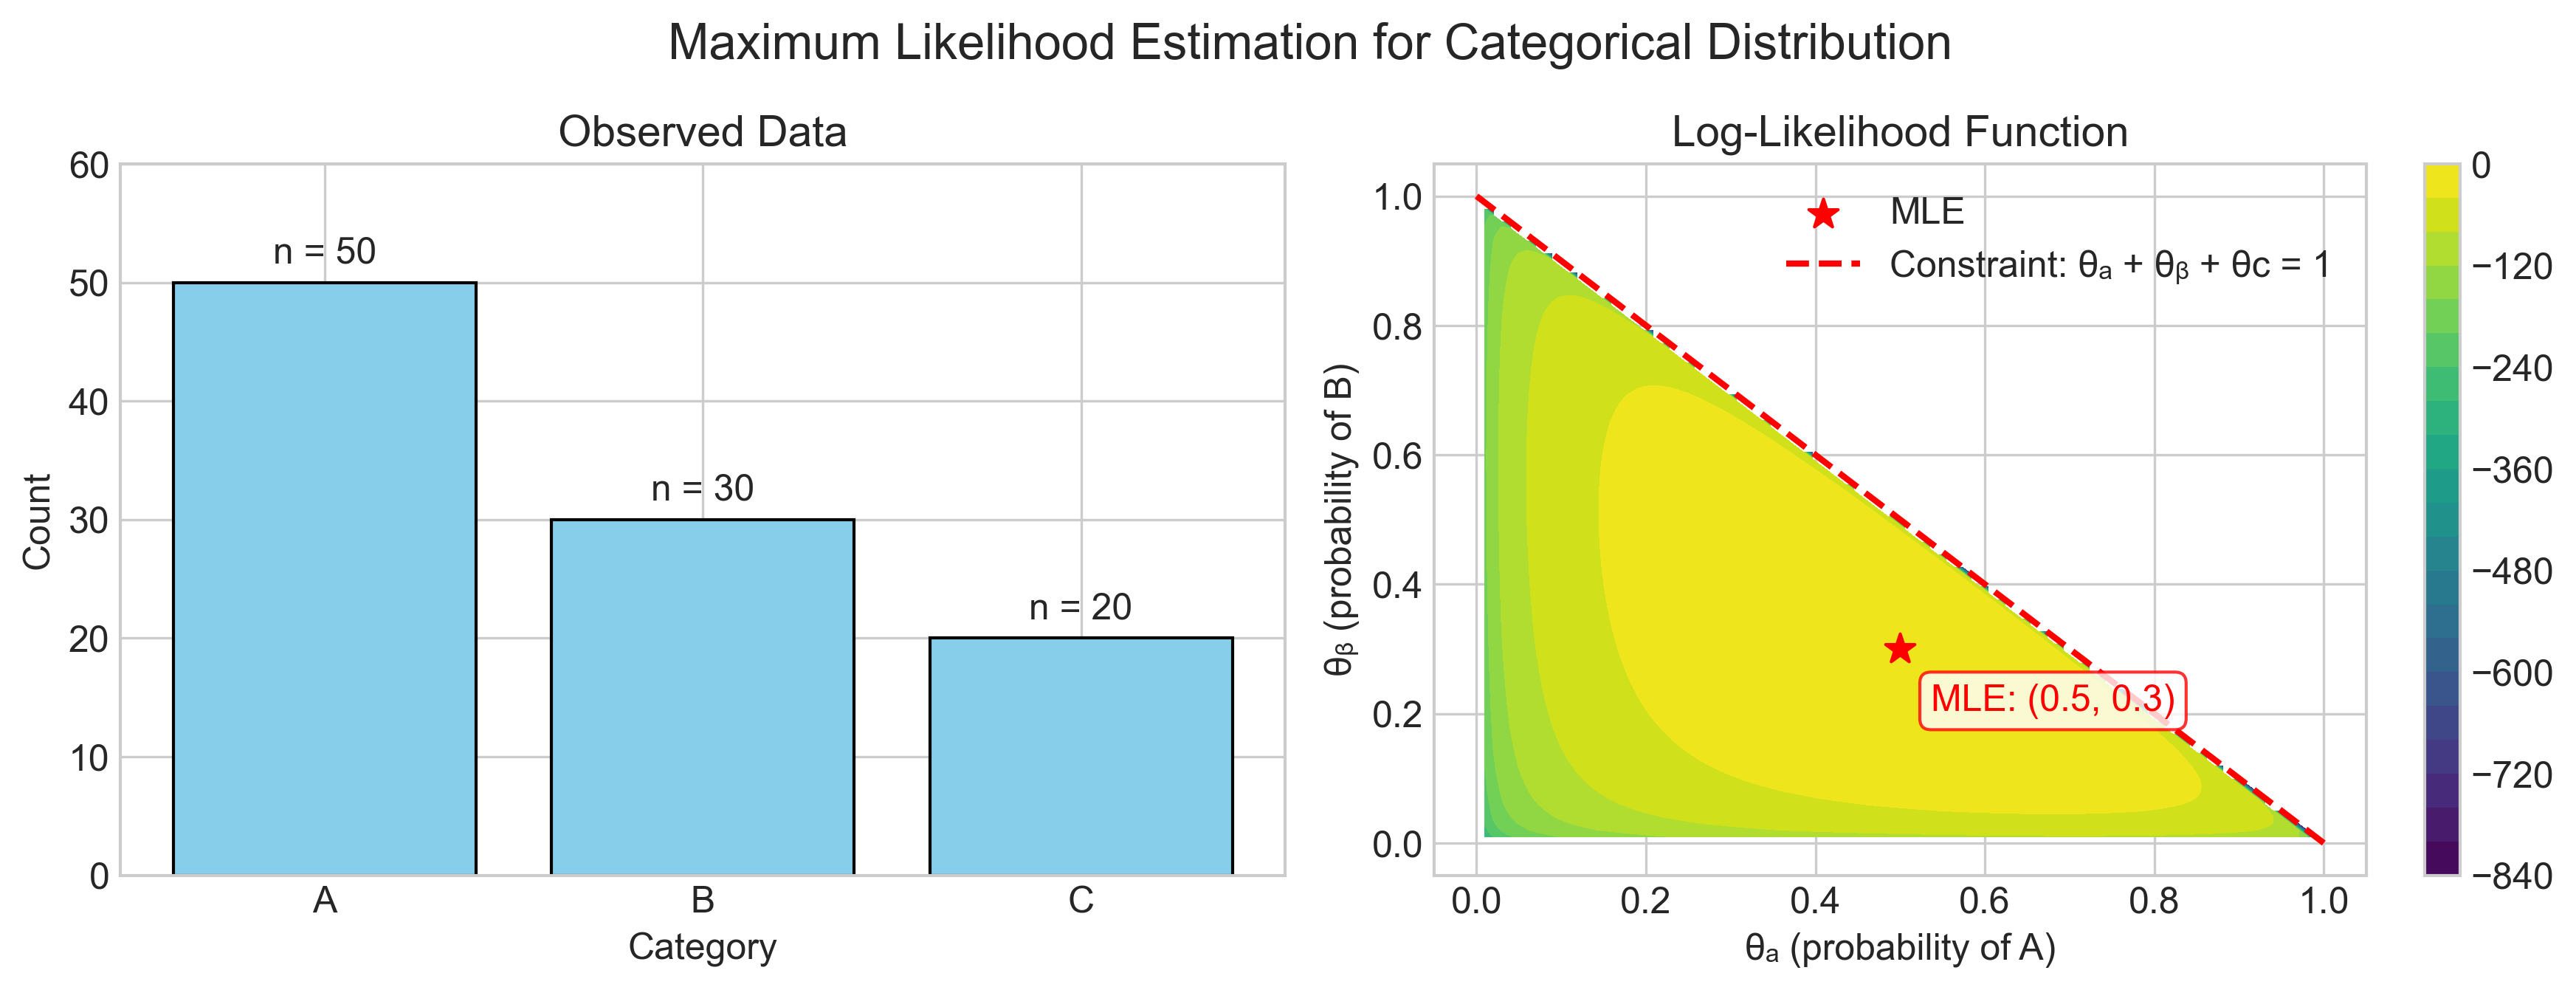 Maximum Likelihood Estimation for Categorical Distribution
Observed Data
60
50
40
30
20
10
0
Count
n = 50
n = 30
n = 20
A
B
C
Category
Log-Likelihood Function
1.0
0.8
0.6
0.4
0.2
0.0
θᵦ (probability of B)
MLE
Constraint: θₐ + θᵦ + θc = 1
MLE: (0.5, 0.3)
0.0
0.2
0.4
0.6
0.8
1.0
θₐ (probability of A)
0
−120
−240
−360
−480
−600
−720
−840